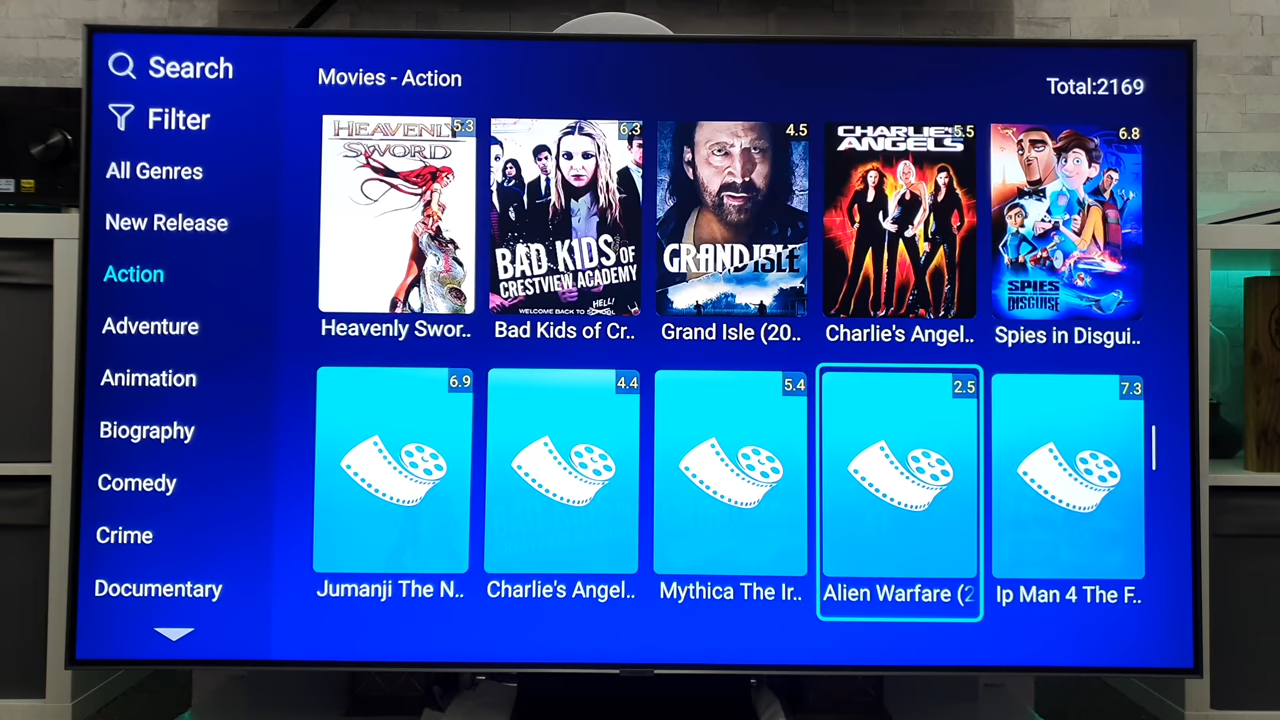 Search
Filter
All Genres
New Release
Action
Adventure
Animation
Biography
Comedy
Crime
Documentary
Movies - Action
Total:2169
5.3
HEAVENLY
SWORD
Heavenly Swor..
6.3
BAD KIDS OF
CRESTVIEW ACADEMY
HELL!
WELCOME BACK TO SCHOOL
Bad Kids of Cr..
4.5
GRAND ISLE
Grand Isle (20..
5.5
CHARLIE'S
ANGELS
Charlie's Angel..
6.8
SPIES
IN
DISGUISE
Spies in Disgui..
6.9
Jumanji The N..
4.4
Charlie's Angel..
5.4
Mythica The Ir..
2.5
Alien Warfare (2
7.3
Ip Man 4 The F..